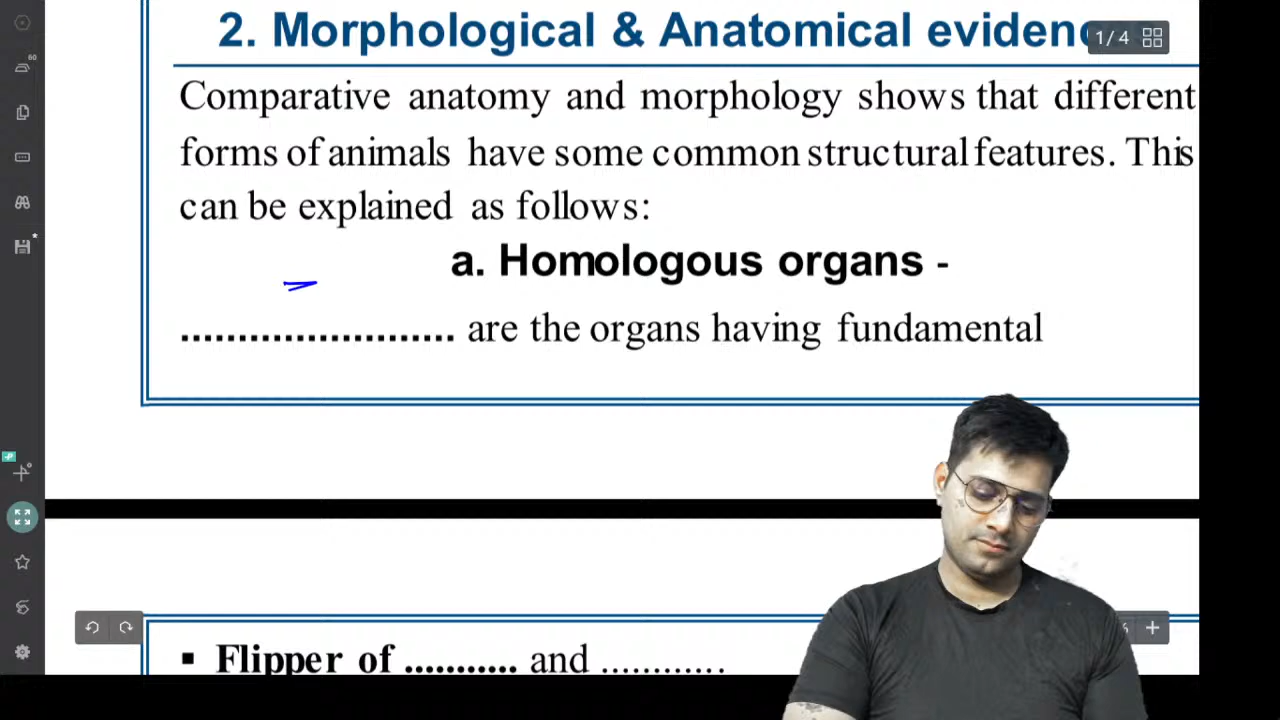 2. Morphological & Anatomical
1/4
Comparative anatomy and morphology shows that different
forms of animals have some common structural features. This
can be explained as follows:
a. Homologous organs -
........................ are the organs having fundamental
▪ Flipper of ........... and ............
60